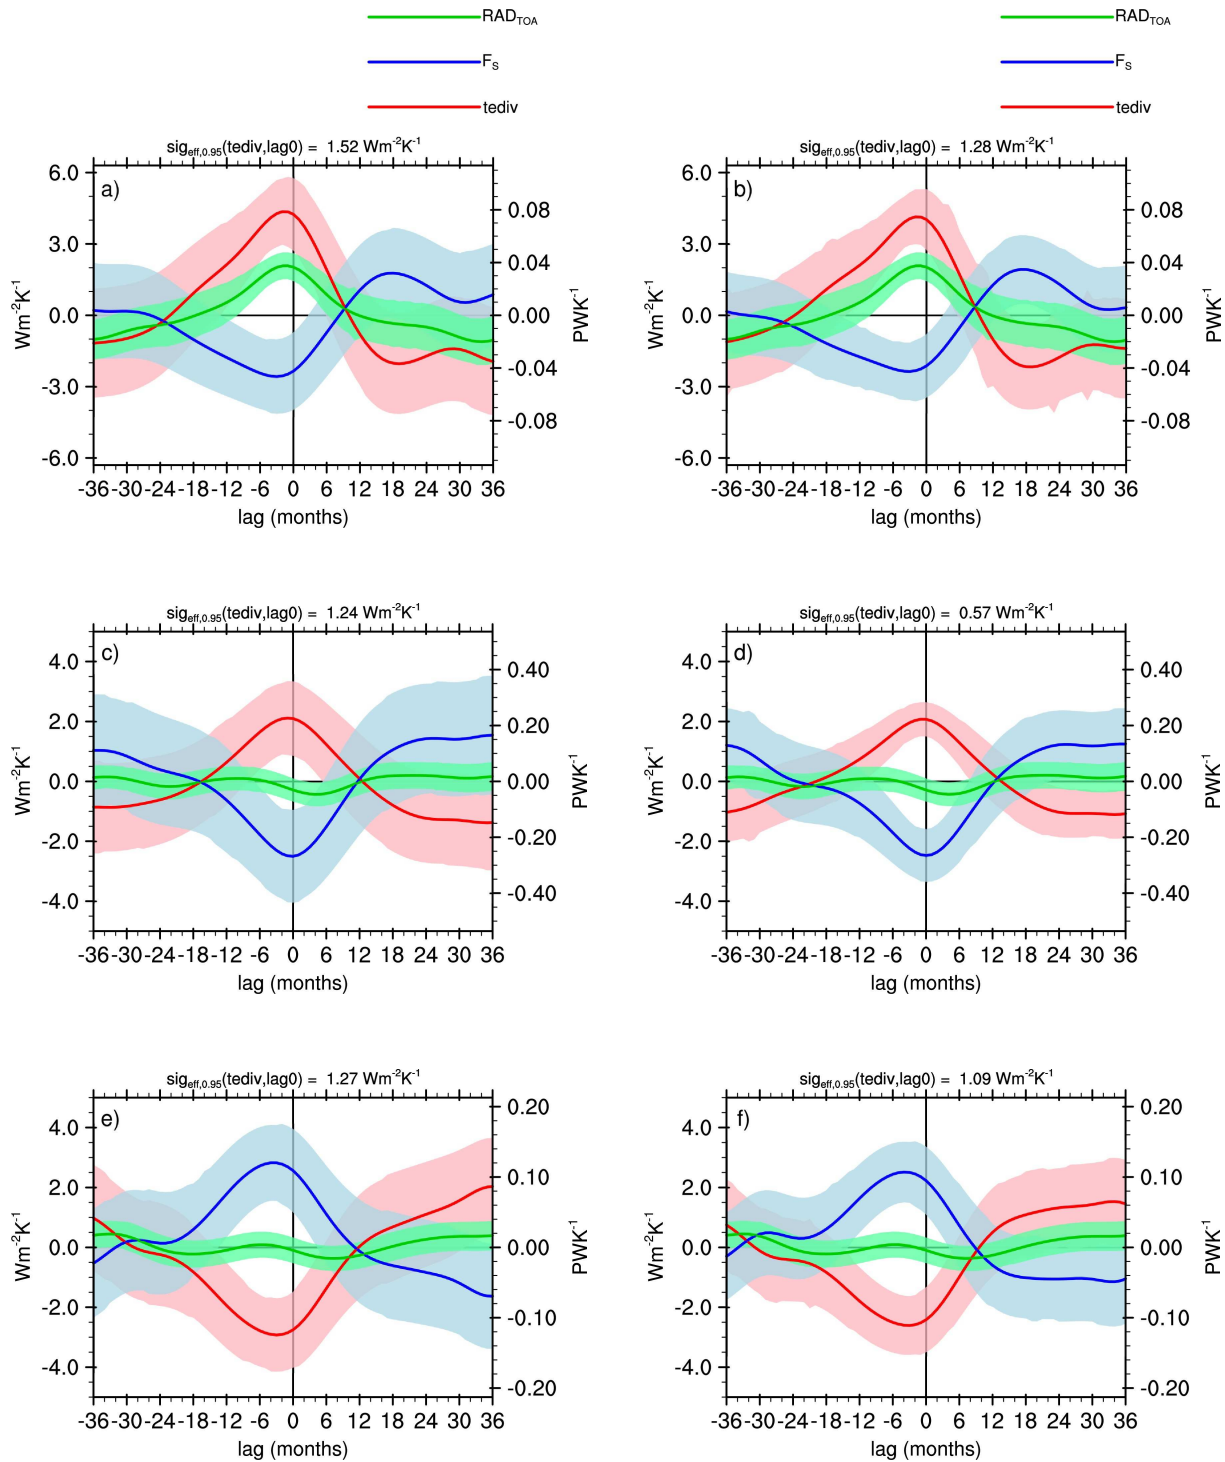 RAD_TOA RAD_TOA
F_S F_S
tediv tediv
sig_eff,0.95(tediv,lag0) = 1.52 Wm⁻²K⁻¹
a)
6.0
3.0
0.0
-3.0
-6.0
Wm⁻²K⁻¹
0.08
0.04
0.00
-0.04
-0.08
PWK⁻¹
-36 -30 -24 -18 -12 -6 0 6 12 18 24 30 36
lag (months)
sig_eff,0.95(tediv,lag0) = 1.28 Wm⁻²K⁻¹
b)
6.0
3.0
0.0
-3.0
-6.0
Wm⁻²K⁻¹
0.08
0.04
0.00
-0.04
-0.08
PWK⁻¹
-36 -30 -24 -18 -12 -6 0 6 12 18 24 30 36
lag (months)
sig_eff,0.95(tediv,lag0) = 1.24 Wm⁻²K⁻¹
c)
4.0
2.0
0.0
-2.0
-4.0
Wm⁻²K⁻¹
0.40
0.20
0.00
-0.20
-0.40
PWK⁻¹
-36 -30 -24 -18 -12 -6 0 6 12 18 24 30 36
lag (months)
sig_eff,0.95(tediv,lag0) = 0.57 Wm⁻²K⁻¹
d)
4.0
2.0
0.0
-2.0
-4.0
Wm⁻²K⁻¹
0.40
0.20
0.00
-0.20
-0.40
PWK⁻¹
-36 -30 -24 -18 -12 -6 0 6 12 18 24 30 36
lag (months)
sig_eff,0.95(tediv,lag0) = 1.27 Wm⁻²K⁻¹
e)
4.0
2.0
0.0
-2.0
-4.0
Wm⁻²K⁻¹
0.20
0.10
0.00
-0.10
-0.20
PWK⁻¹
-36 -30 -24 -18 -12 -6 0 6 12 18 24 30 36
lag (months)
sig_eff,0.95(tediv,lag0) = 1.09 Wm⁻²K⁻¹
f)
4.0
2.0
0.0
-2.0
-4.0
Wm⁻²K⁻¹
0.20
0.10
0.00
-0.10
-0.20
PWK⁻¹
-36 -30 -24 -18 -12 -6 0 6 12 18 24 30 36
lag (months)